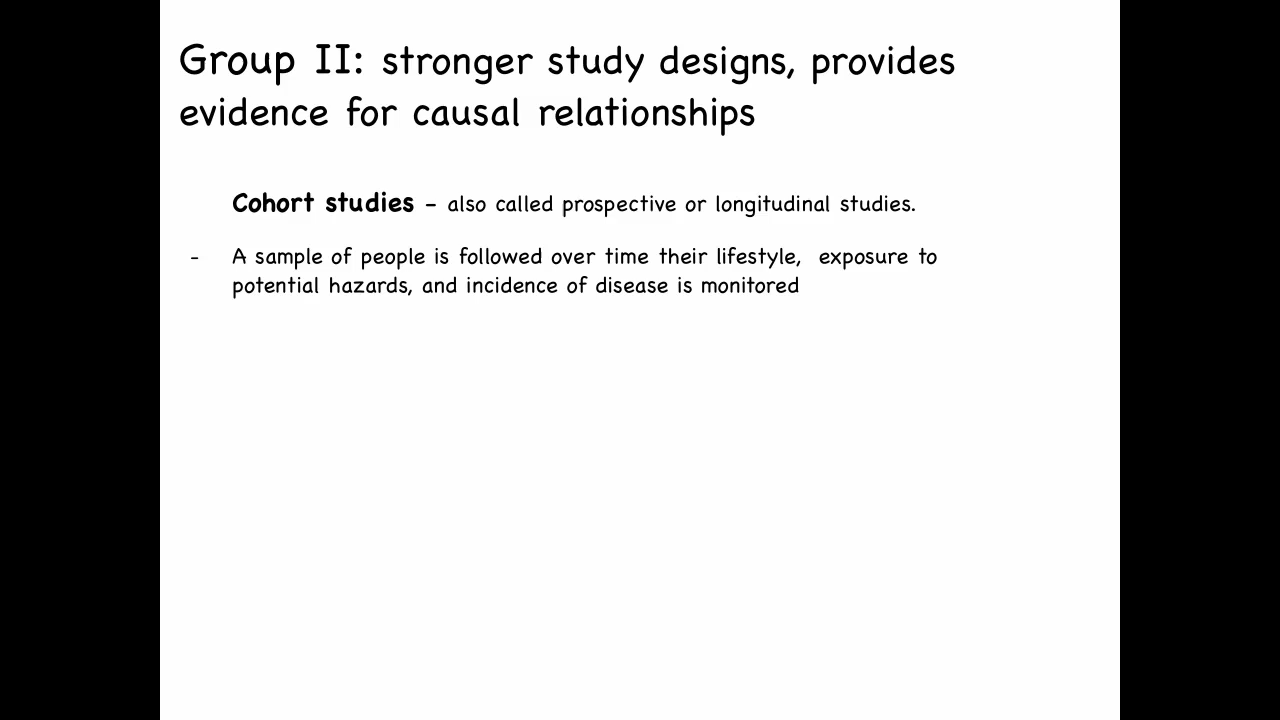 Group II: stronger study designs, provides
evidence for causal relationships
Cohort studies – also called prospective or longitudinal studies.
- A sample of people is followed over time their lifestyle,  exposure to
potential hazards, and incidence of disease is monitored